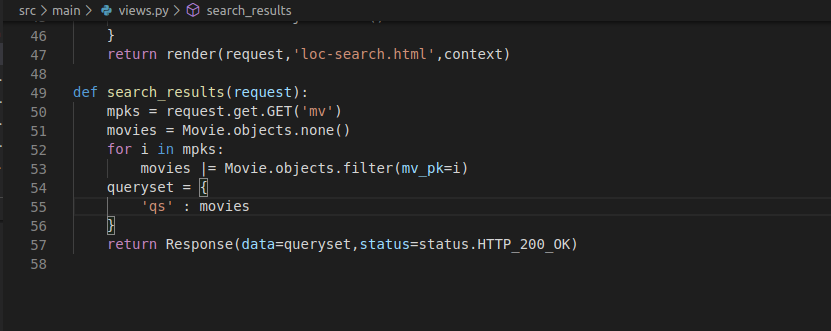 src > main > views.py > search_results
46 }
47 return render(request,'loc-search.html',context)
48
49 def search_results(request):
50 mpks = request.get.GET('mv')
51 movies = Movie.objects.none()
52 for i in mpks:
53 movies |= Movie.objects.filter(mv_pk=i)
54 queryset = {
55 'qs' : movies
56 }
57 return Response(data=queryset,status=status.HTTP_200_OK)
58